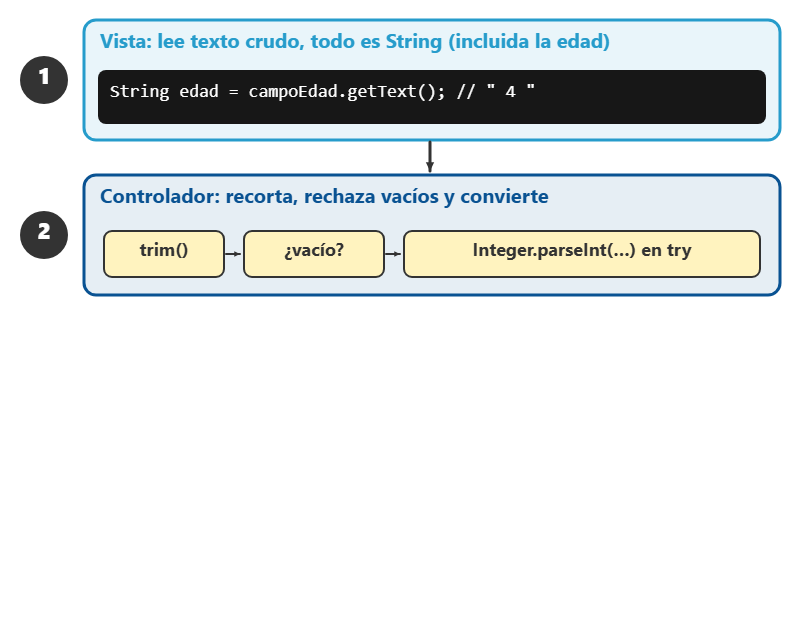 1
Vista: lee texto crudo, todo es String (incluida la edad)
String edad = campoEdad.getText(); // " 4 "
2
Controlador: recorta, rechaza vacíos y convierte
trim()
¿vacío?
Integer.parseInt(...) en try